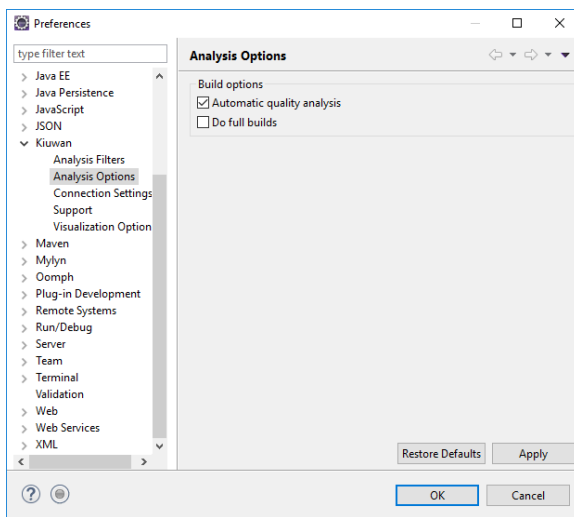 Preferences
type filter text
Java EE
Java Persistence
JavaScript
JSON
Kiuwan
Analysis Filters
Analysis Options
Connection Settings
Support
Visualization Option
Maven
Mylyn
Oomph
Plug-in Development
Remote Systems
Run/Debug
Server
Team
Terminal
Validation
Web
Web Services
XML
Analysis Options
Build options
Automatic quality analysis
Do full builds
Restore Defaults
Apply
?
OK
Cancel